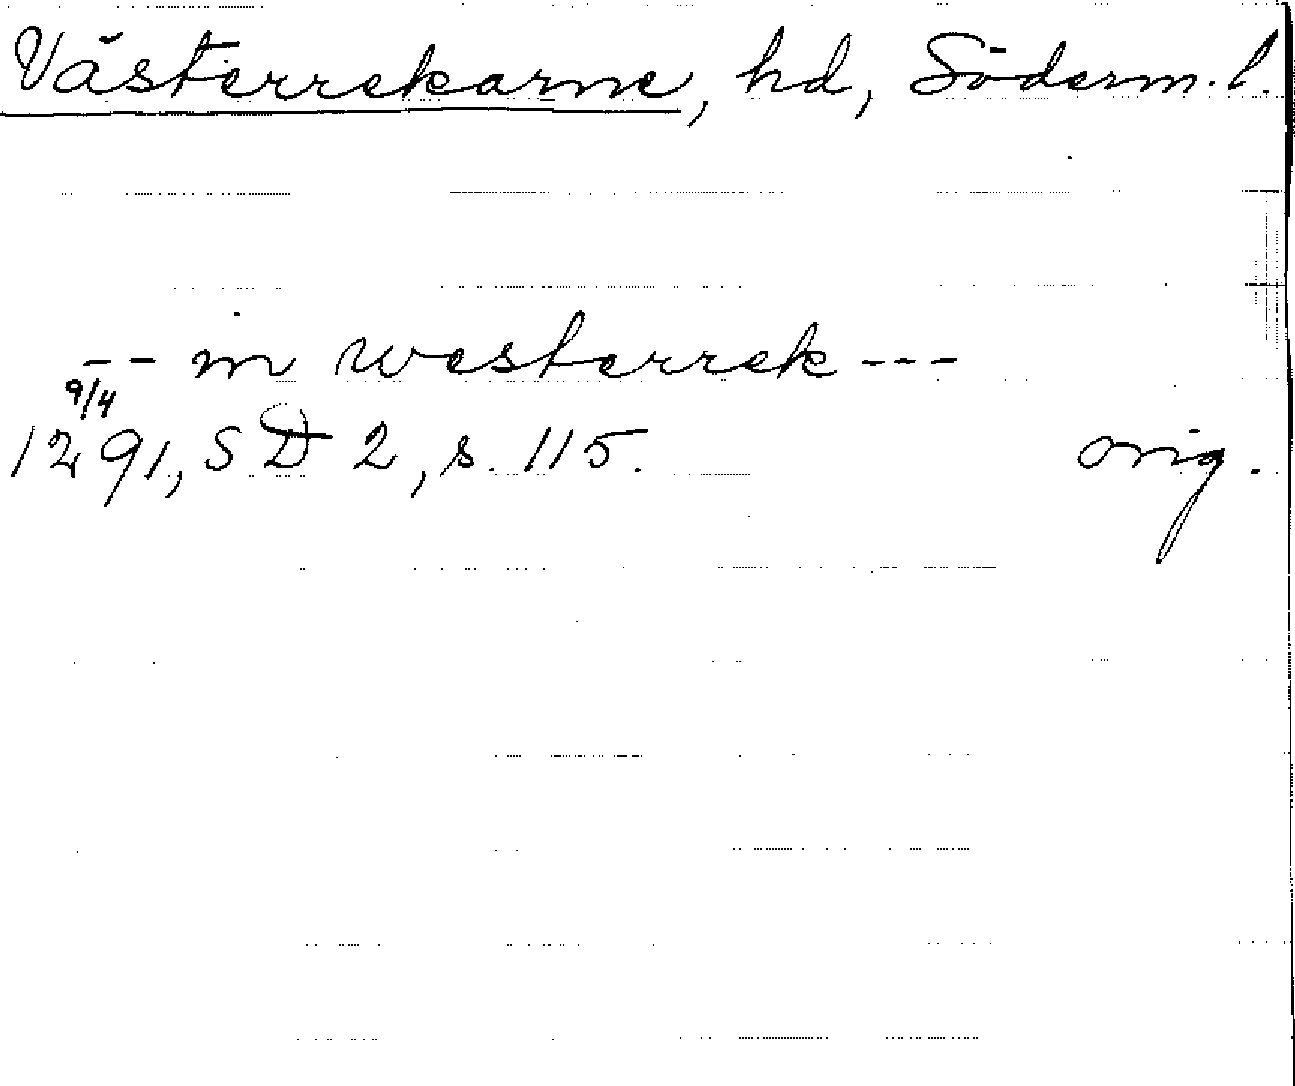 Västerrekarne, hd, Söderm. l.
-- in westerrek ---
9/4
1291, SD 2, s. 115. orig.